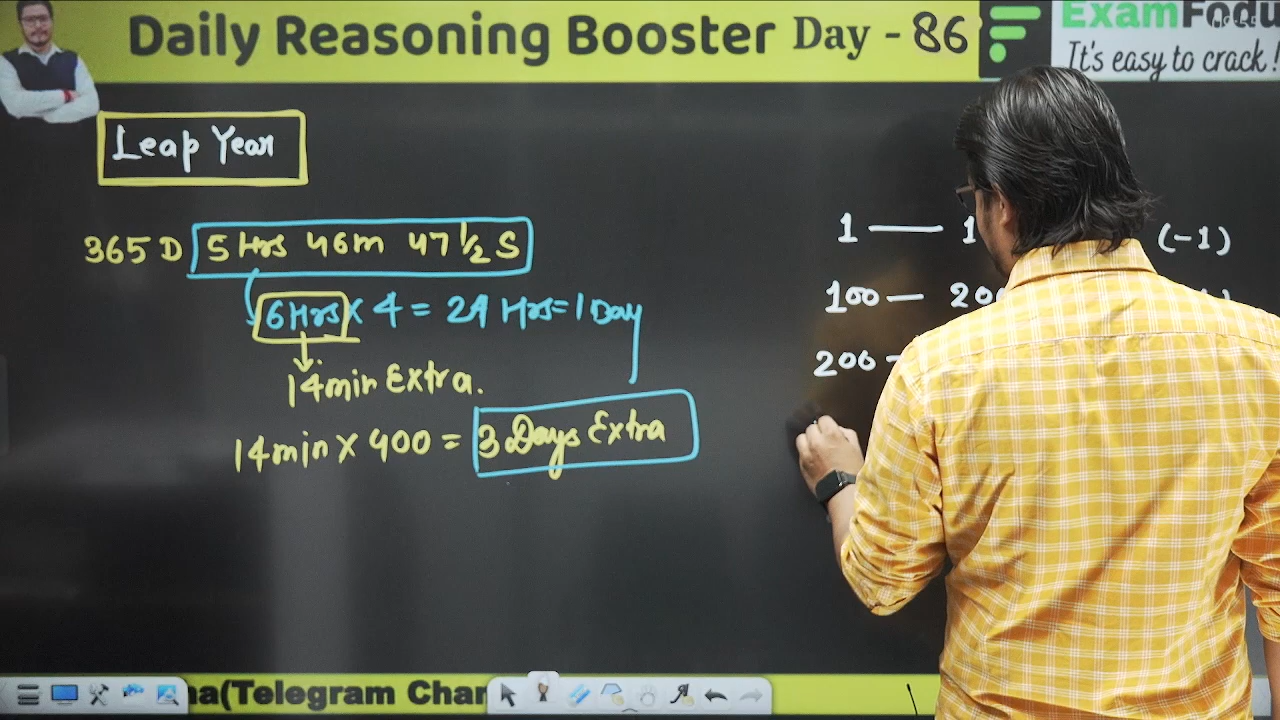 Daily Reasoning Booster Day - 86
ExamFodu
It's easy to crack !
Leap Year
365 D 5 Hrs 46m 47 1/2 S
6 Hrs × 4 = 24 Hrs = 1 Day
14 min Extra.
14 min × 400 = 3 Days Extra
1 — 1
(-1)
100 — 200
200 —
(Telegram Chan